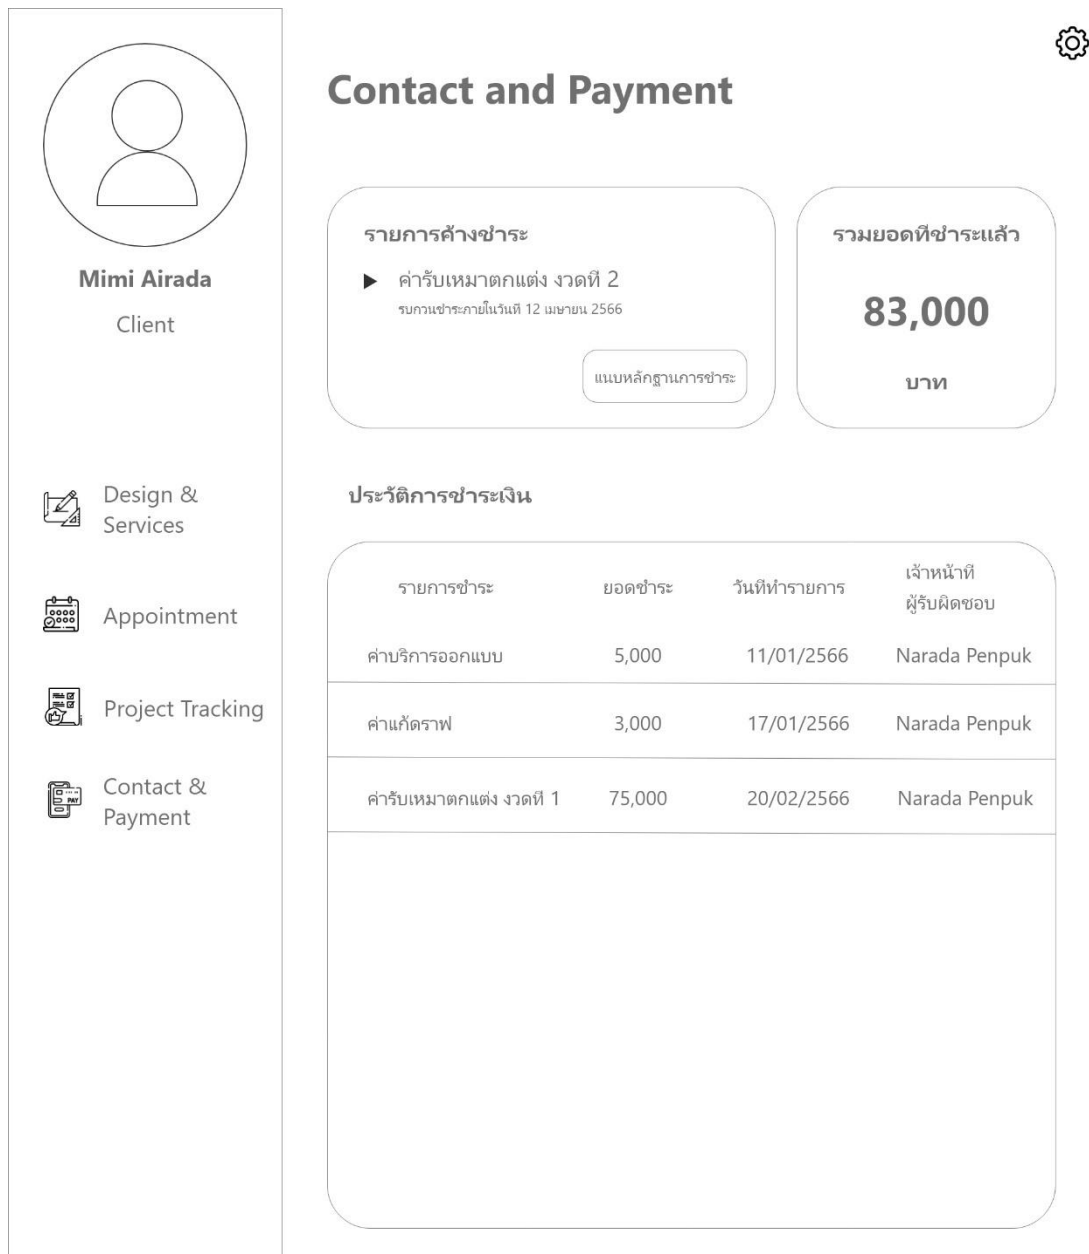 Contact and Payment
Mimi Airada
Client
Design &
Services
Appointment
Project Tracking
Contact &
Payment
รายการค้างชำระ
ค่ารับเหมาตกแต่ง งวดที่ 2
รบกวนชำระภายในวันที่ 12 เมษายน 2566
แนบหลักฐานการชำระ
รวมยอดที่ชำระแล้ว
83,000
บาท
ประวัติการชำระเงิน
รายการชำระ ยอดชำระ วันที่ทำรายการ เจ้าหน้าที่
ผู้รับผิดชอบ
ค่าบริการออกแบบ 5,000 11/01/2566 Narada Penpuk
ค่าแก้ดราฟ 3,000 17/01/2566 Narada Penpuk
ค่ารับเหมาตกแต่ง งวดที่ 1 75,000 20/02/2566 Narada Penpuk
PAY